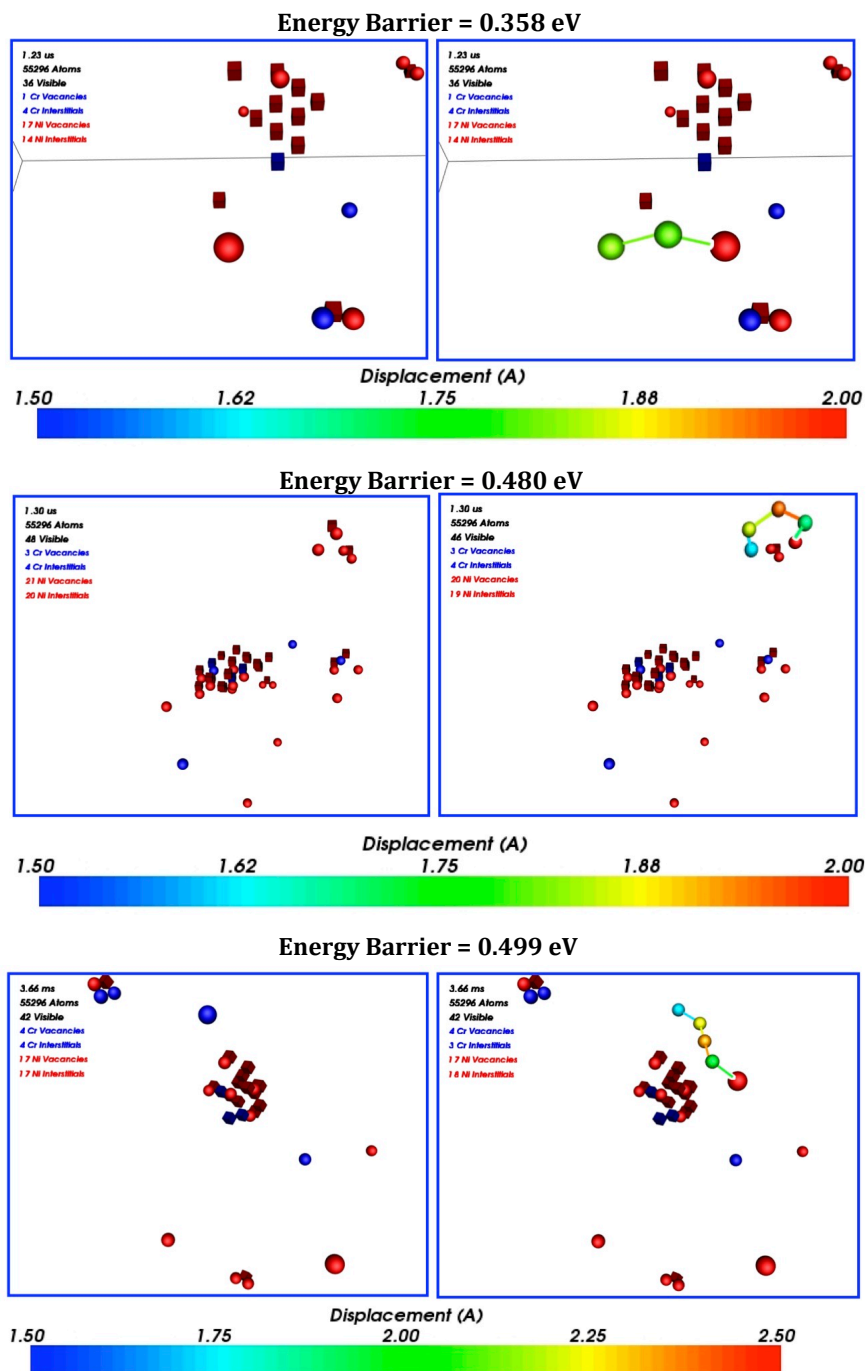 Energy Barrier = 0.358 eV
1.23 us
55296 Atoms
36 Visible
1 Cr Vacancies
4 Cr Interstitials
17 Ni Vacancies
14 Ni Interstitials
1.23 us
55296 Atoms
36 Visible
1 Cr Vacancies
4 Cr Interstitials
17 Ni Vacancies
14 Ni Interstitials
Displacement (A)
1.50 1.62 1.75 1.88 2.00
Energy Barrier = 0.480 eV
1.30 us
55296 Atoms
48 Visible
3 Cr Vacancies
4 Cr Interstitials
21 Ni Vacancies
20 Ni Interstitials
1.30 us
55296 Atoms
46 Visible
3 Cr Vacancies
4 Cr Interstitials
20 Ni Vacancies
19 Ni Interstitials
Displacement (A)
1.50 1.62 1.75 1.88 2.00
Energy Barrier = 0.499 eV
3.66 ms
55296 Atoms
42 Visible
4 Cr Vacancies
4 Cr Interstitials
17 Ni Vacancies
17 Ni Interstitials
3.66 ms
55296 Atoms
42 Visible
4 Cr Vacancies
3 Cr Interstitials
17 Ni Vacancies
18 Ni Interstitials
Displacement (A)
1.50 1.75 2.00 2.25 2.50